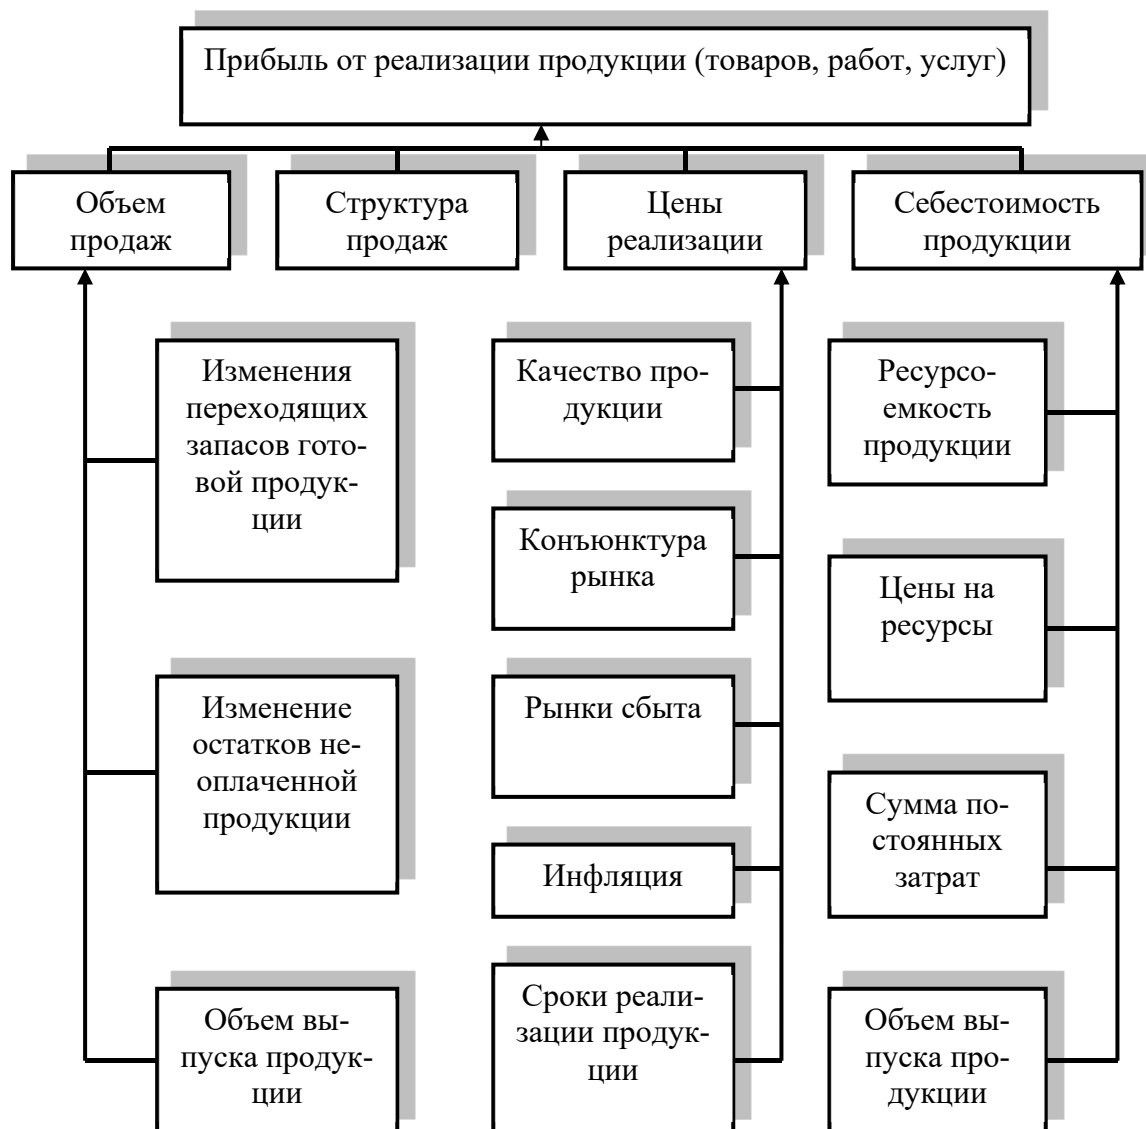 Прибыль от реализации продукции (товаров, работ, услуг)
Объем
продаж
Структура
продаж
Цены
реализации
Себестоимость
продукции
Изменения
переходящих
запасов гото-
вой продук-
ции
Изменение
остатков не-
оплаченной
продукции
Объем вы-
пуска продук-
ции
Качество про-
дукции
Конъюнктура
рынка
Рынки сбыта
Инфляция
Сроки реали-
зации продук-
ции
Ресурсо-
емкость
продукции
Цены на
ресурсы
Сумма по-
стоянных
затрат
Объем вы-
пуска про-
дукции